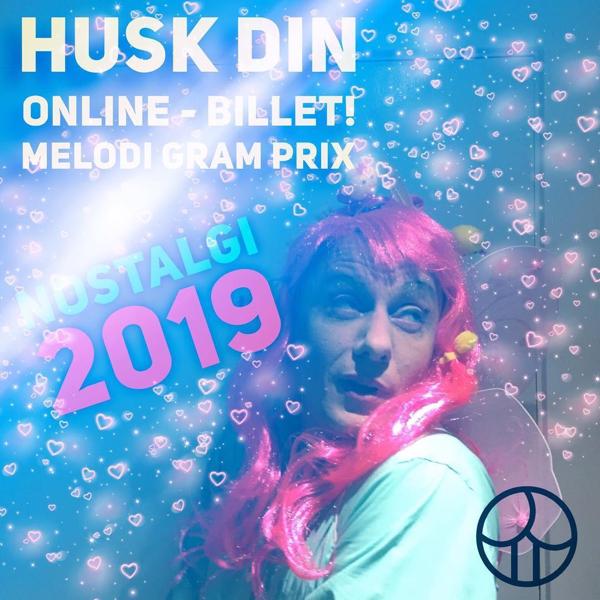 HUSK DIN
ONLINE - BILLET!
MELODI GRAM PRIX
NOSTALGI
2019